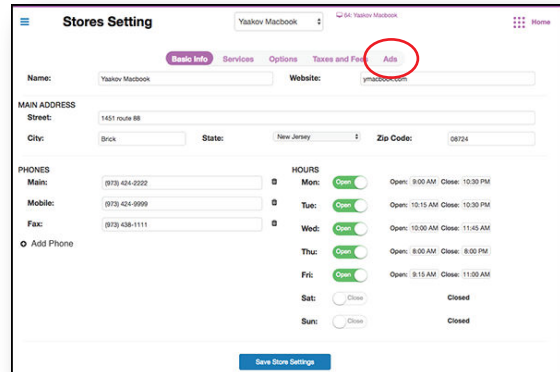 Stores Setting
Yaakov Macbook
64: Yaakov Macbook
Home
Basic Info Services Options Taxes and Fees Ads
Name: Yaakov Macbook Website: ymacbook.com
MAIN ADDRESS
Street: 1451 route 88
City: Brick State: New Jersey Zip Code: 08724
PHONES
HOURS
Main: (973) 424-2222 Mon: Open Open: 9:00 AM Close: 10:30 PM
Mobile: (973) 424-9999 Tue: Open Open: 10:15 AM Close: 10:30 PM
Fax: (973) 438-1111 Wed: Open Open: 10:00 AM Close: 11:45 AM
Add Phone Thu: Open Open: 8:00 AM Close: 8:00 PM
Fri: Open Open: 9:15 AM Close: 11:00 AM
Sat: Close Closed
Sun: Close Closed
Save Store Settings